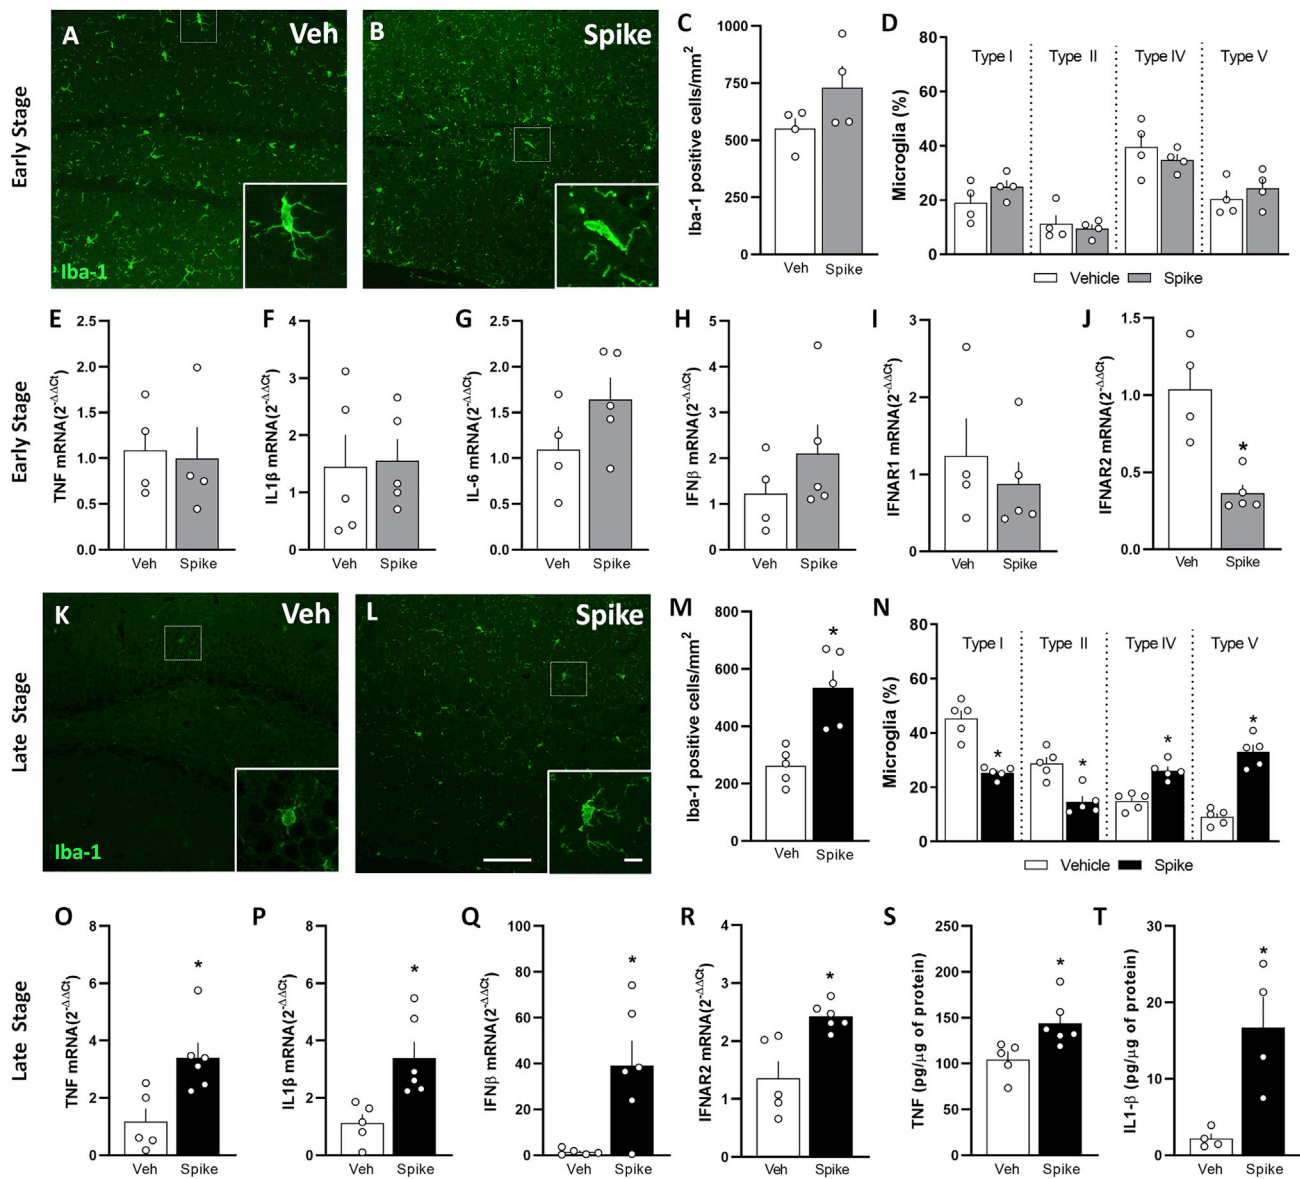 Early Stage
A
Veh
Iba-1
B
Spike
C
Iba-1 positive cells/mm²
1000
750
500
250
0
Veh
Spike
D
Microglia (%)
80
60
40
20
0
Type I
Type II
Type IV
Type V
Vehicle
Spike
Early Stage
E
TNF mRNA(2^-ΔΔCt)
2.5
2.0
1.5
1.0
0.5
0.0
Veh
Spike
F
IL1β mRNA(2^-ΔΔCt)
4
3
2
1
0
Veh
Spike
G
IL-6 mRNA(2^-ΔΔCt)
2.5
2.0
1.5
1.0
0.5
0.0
Veh
Spike
H
IFNβ mRNA(2^-ΔΔCt)
5
4
3
2
1
0
Veh
Spike
I
IFNAR1 mRNA(2^-ΔΔCt)
3
2
1
0
Veh
Spike
J
IFNAR2 mRNA(2^-ΔΔCt)
1.5
1.0
0.5
0.0
*
Veh
Spike
Late Stage
K
Veh
Iba-1
L
Spike
M
Iba-1 positive cells/mm²
800
600
400
200
0
*
Veh
Spike
N
Microglia (%)
80
60
40
20
0
Type I
Type II
Type IV
Type V
*
*
*
*
Vehicle
Spike
Late Stage
O
TNF mRNA(2^-ΔΔCt)
8
6
4
2
0
*
Veh
Spike
P
IL1β mRNA(2^-ΔΔCt)
8
6
4
2
0
*
Veh
Spike
Q
IFNβ mRNA(2^-ΔΔCt)
100
80
60
40
20
0
*
Veh
Spike
R
IFNAR2 mRNA(2^-ΔΔCt)
4
3
2
1
0
*
Veh
Spike
S
TNF (pg/μg of protein)
250
200
150
100
50
0
*
Veh
Spike
T
IL1-β (pg/μg of protein)
30
20
10
0
*
Veh
Spike